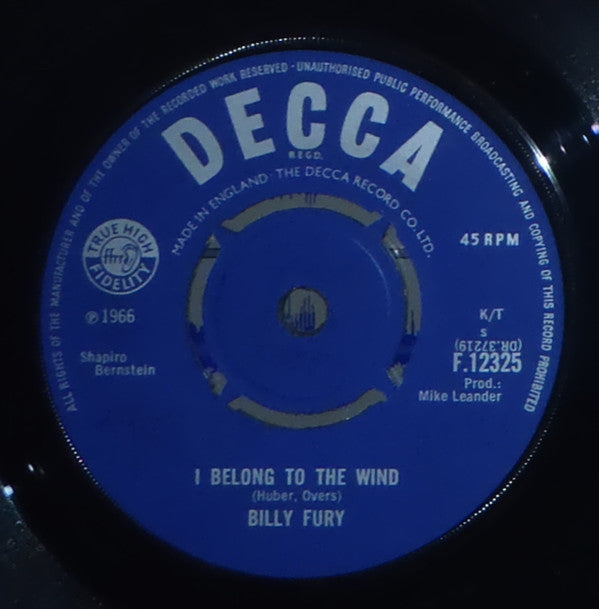 ALL RIGHTS OF THE MANUFACTURER AND OF THE OWNER OF THE RECORDED WORK RESERVED · UNAUTHORISED PUBLIC PERFORMANCE BROADCASTING AND COPYING OF THIS RECORD PROHIBITED
DECCA
REGD.
MADE IN ENGLAND · THE DECCA RECORD CO. LTD.
TRUE HIGH
ffrr
FIDELITY
45 RPM
℗1966
K/T
s
(DR.37219)
F.12325
Shapiro
Bernstein
Prod.:
Mike Leander
I BELONG TO THE WIND
(Huber, Overs)
BILLY FURY